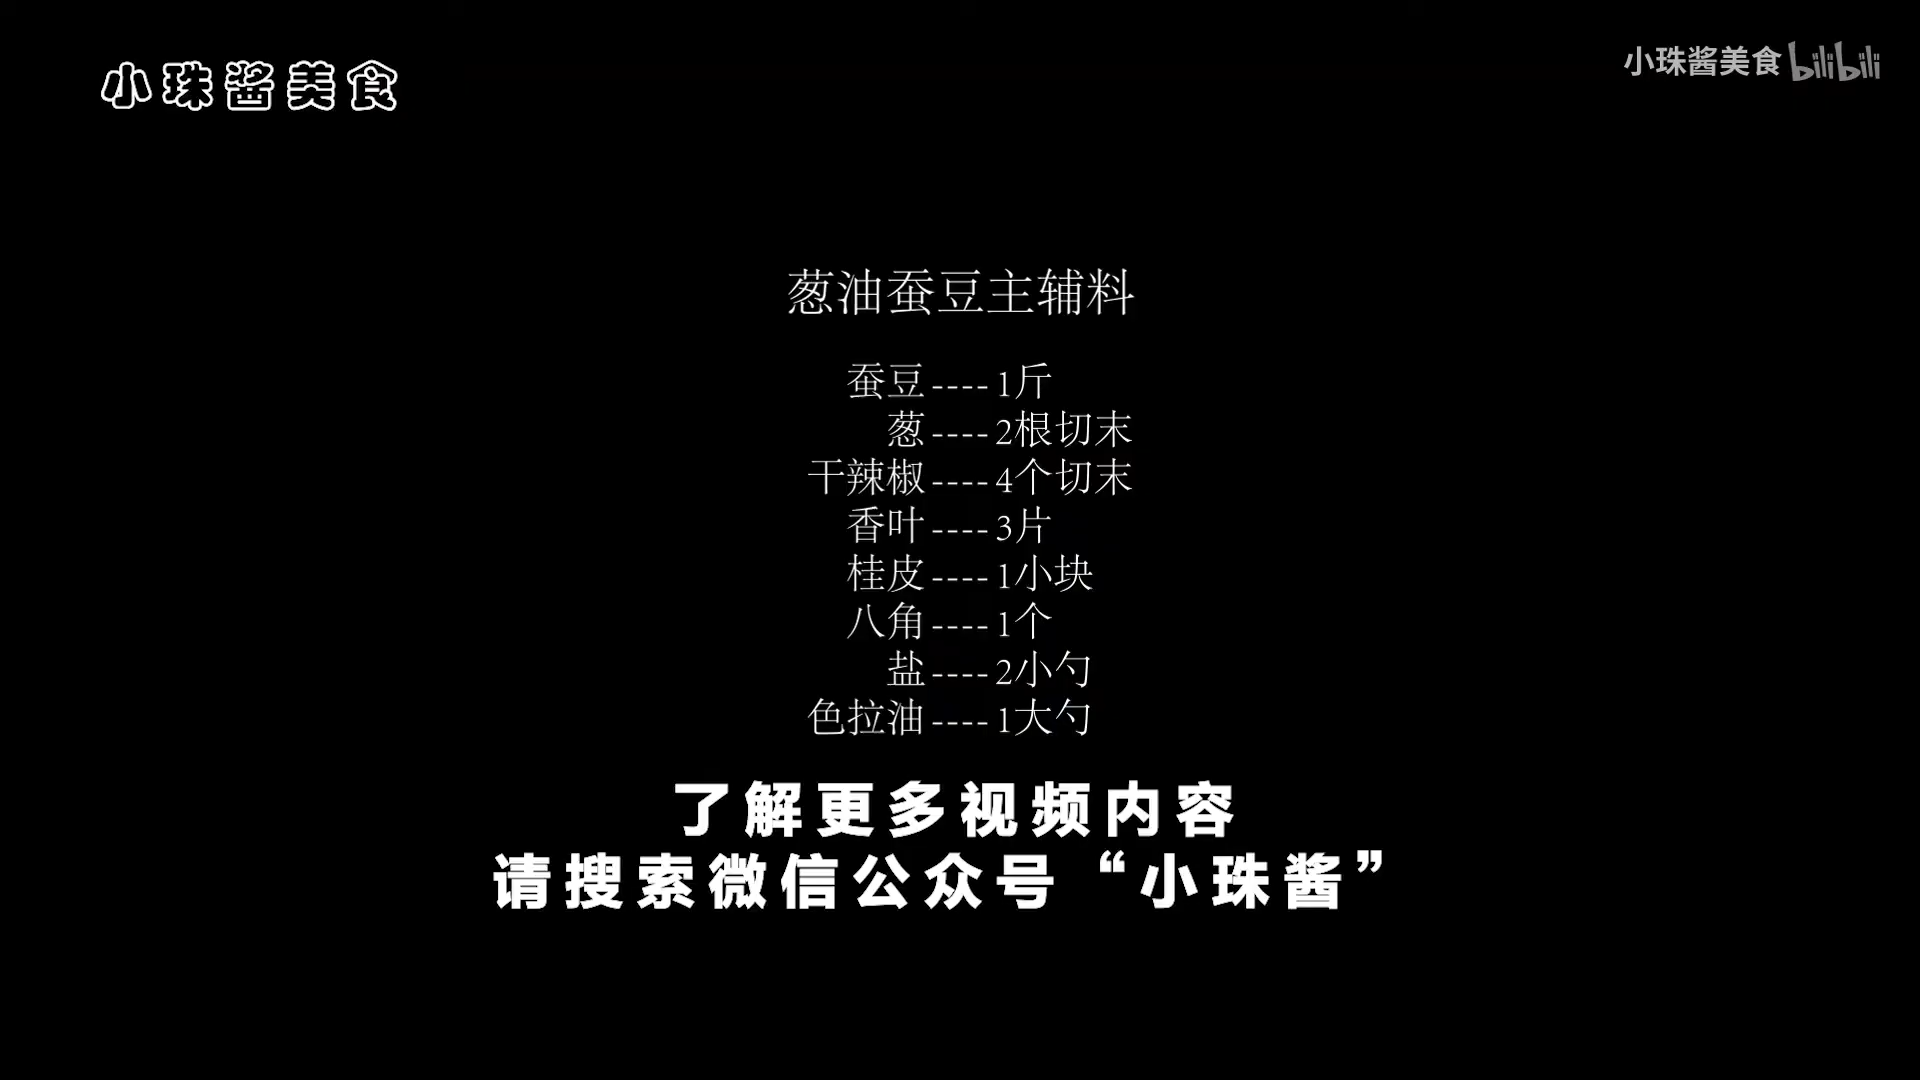 小珠酱美食
小珠酱美食 bilibili
葱油蚕豆主辅料
蚕豆----1斤
葱----2根切末
干辣椒----4个切末
香叶----3片
桂皮----1小块
八角----1个
盐----2小勺
色拉油----1大勺
了解更多视频内容
请搜索微信公众号“小珠酱”